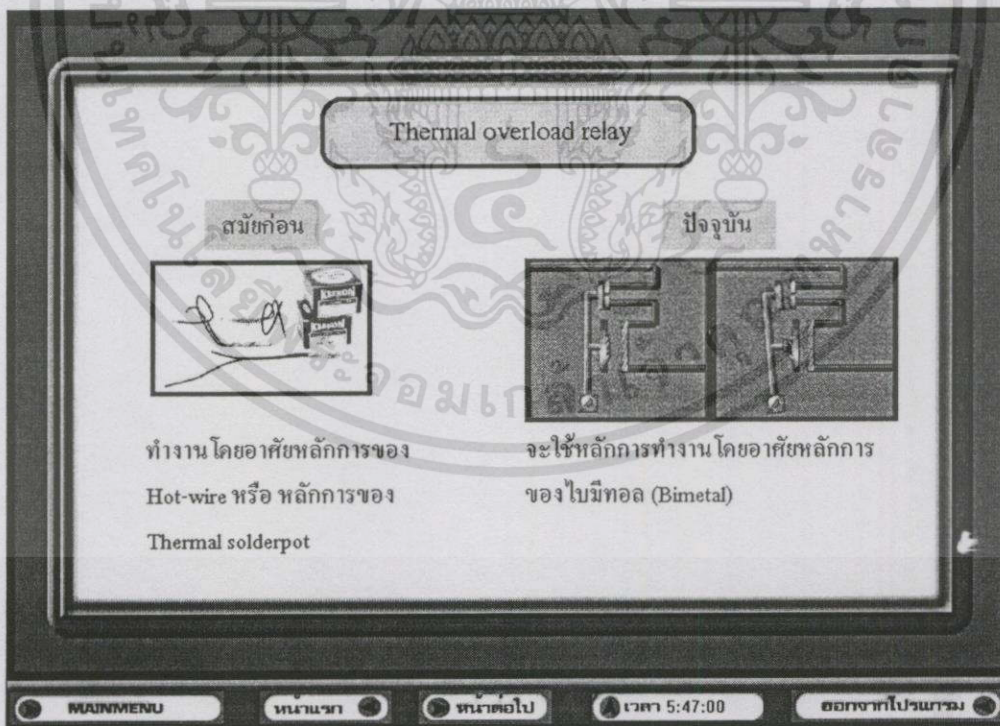 Thermal overload relay
สมัยก่อน
ปัจจุบัน
ทำงานโดยอาศัยหลักการของ
Hot-wire หรือ หลักการของ
Thermal solderpot
จะใช้หลักการทำงานโดยอาศัยหลักการ
ของไบมีทอล (Bimetal)
MAINMENU
หน้าแรก
หน้าต่อไป
เวลา 5:47:00
ออกจากโปรแกรม